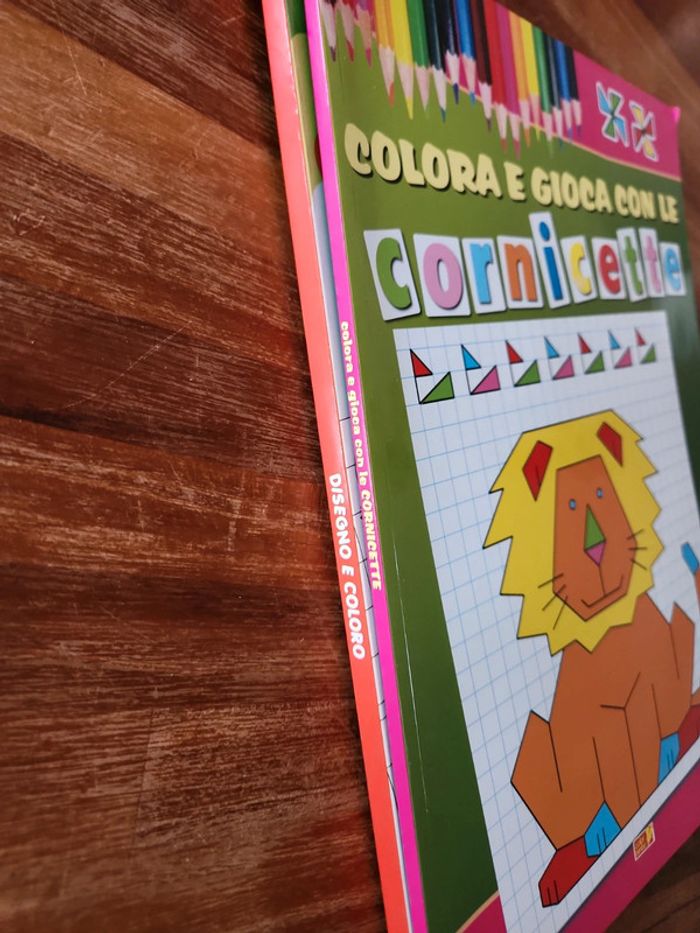 COLORA E GIOCA CON LE
cornicette
colora e gioca con le CORNICETTE
DISEGNO E COLORO